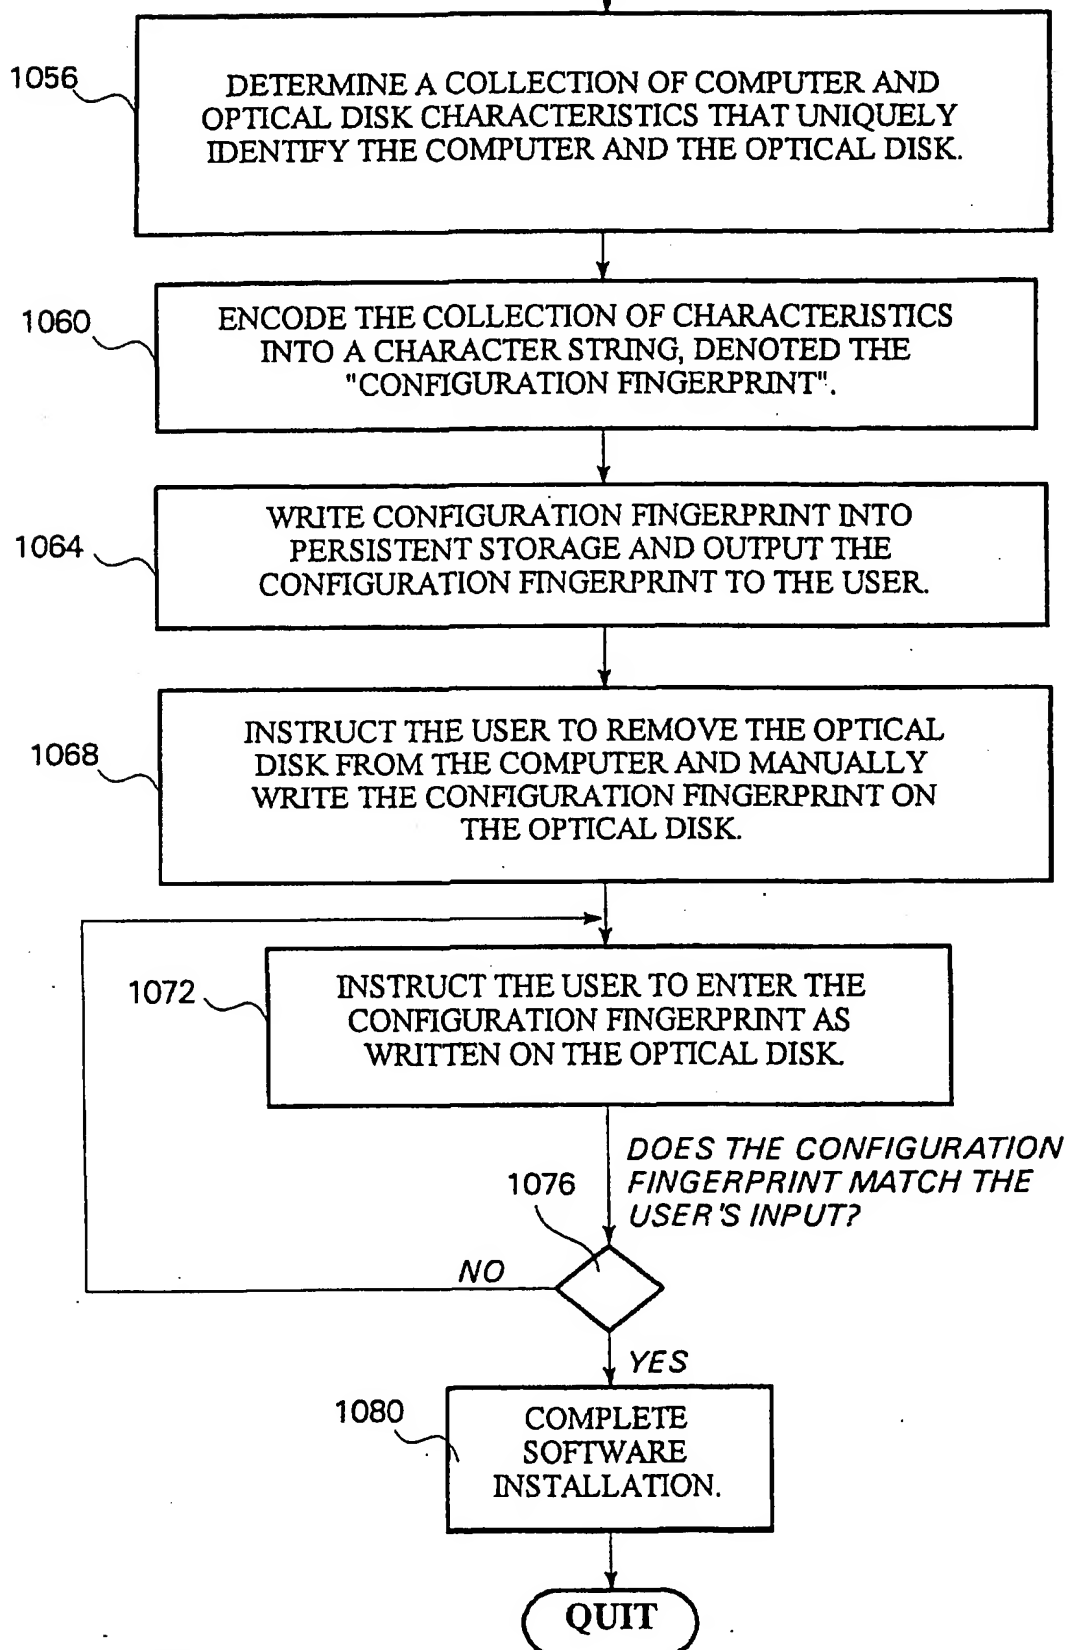 1056
DETERMINE A COLLECTION OF COMPUTER AND
OPTICAL DISK CHARACTERISTICS THAT UNIQUELY
IDENTIFY THE COMPUTER AND THE OPTICAL DISK.
1060
ENCODE THE COLLECTION OF CHARACTERISTICS
INTO A CHARACTER STRING, DENOTED THE
"CONFIGURATION FINGERPRINT".
1064
WRITE CONFIGURATION FINGERPRINT INTO
PERSISTENT STORAGE AND OUTPUT THE
CONFIGURATION FINGERPRINT TO THE USER.
1068
INSTRUCT THE USER TO REMOVE THE OPTICAL
DISK FROM THE COMPUTER AND MANUALLY
WRITE THE CONFIGURATION FINGERPRINT ON
THE OPTICAL DISK.
1072
INSTRUCT THE USER TO ENTER THE
CONFIGURATION FINGERPRINT AS
WRITTEN ON THE OPTICAL DISK.
DOES THE CONFIGURATION
FINGERPRINT MATCH THE
USER'S INPUT?
1076
NO
YES
1080
COMPLETE
SOFTWARE
INSTALLATION.
QUIT